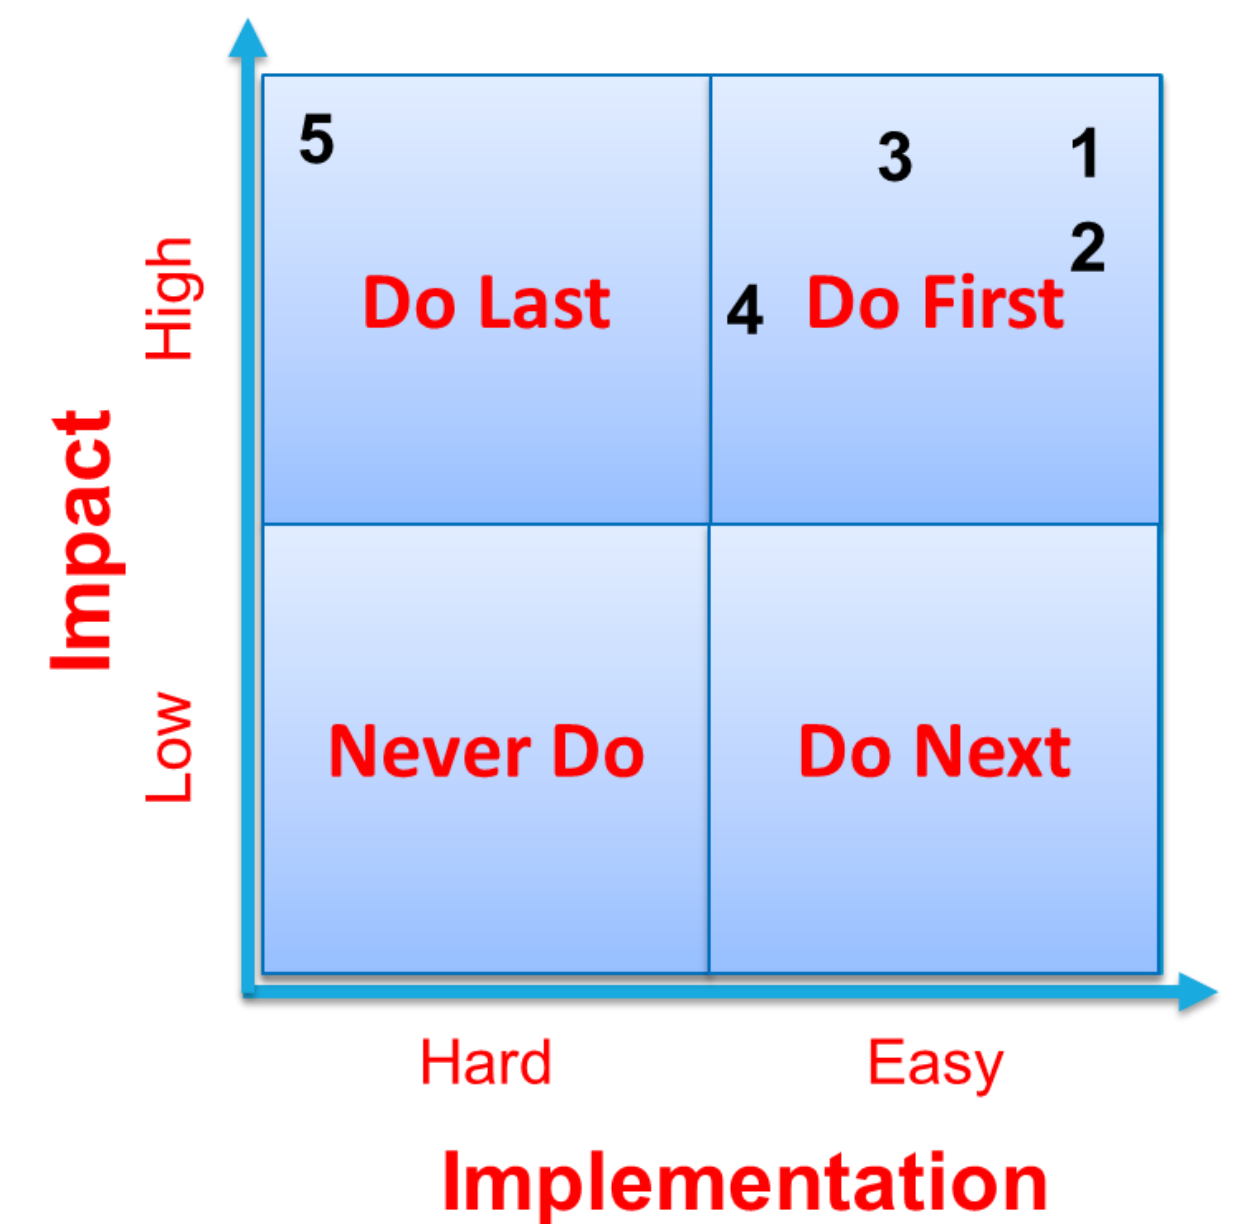 5
3
1
2
High
Do Last
4
Do First
Impact
Low
Never Do
Do Next
Hard
Easy
Implementation